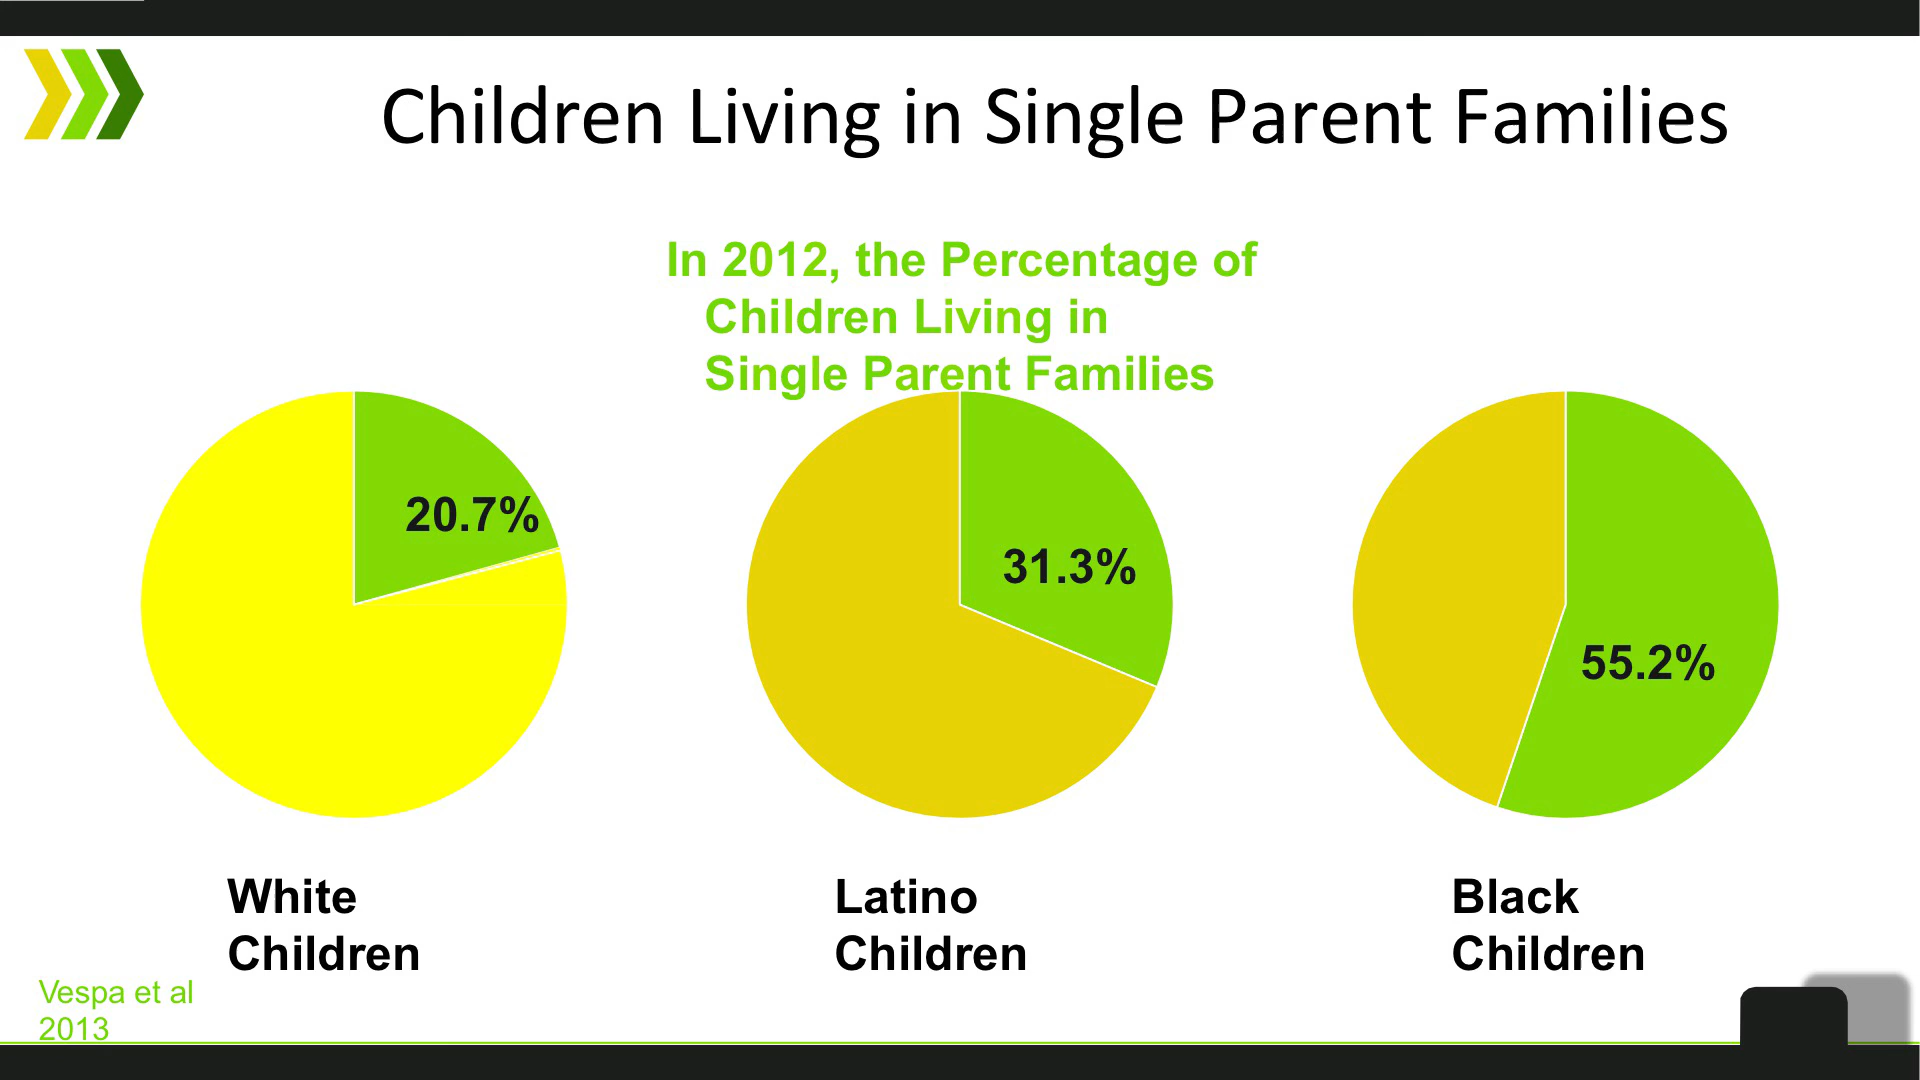 Children Living in Single Parent Families
In 2012, the Percentage of
Children Living in
Single Parent Families
20.7%
31.3%
55.2%
White
Children
Latino
Children
Black
Children
Vespa et al
2013